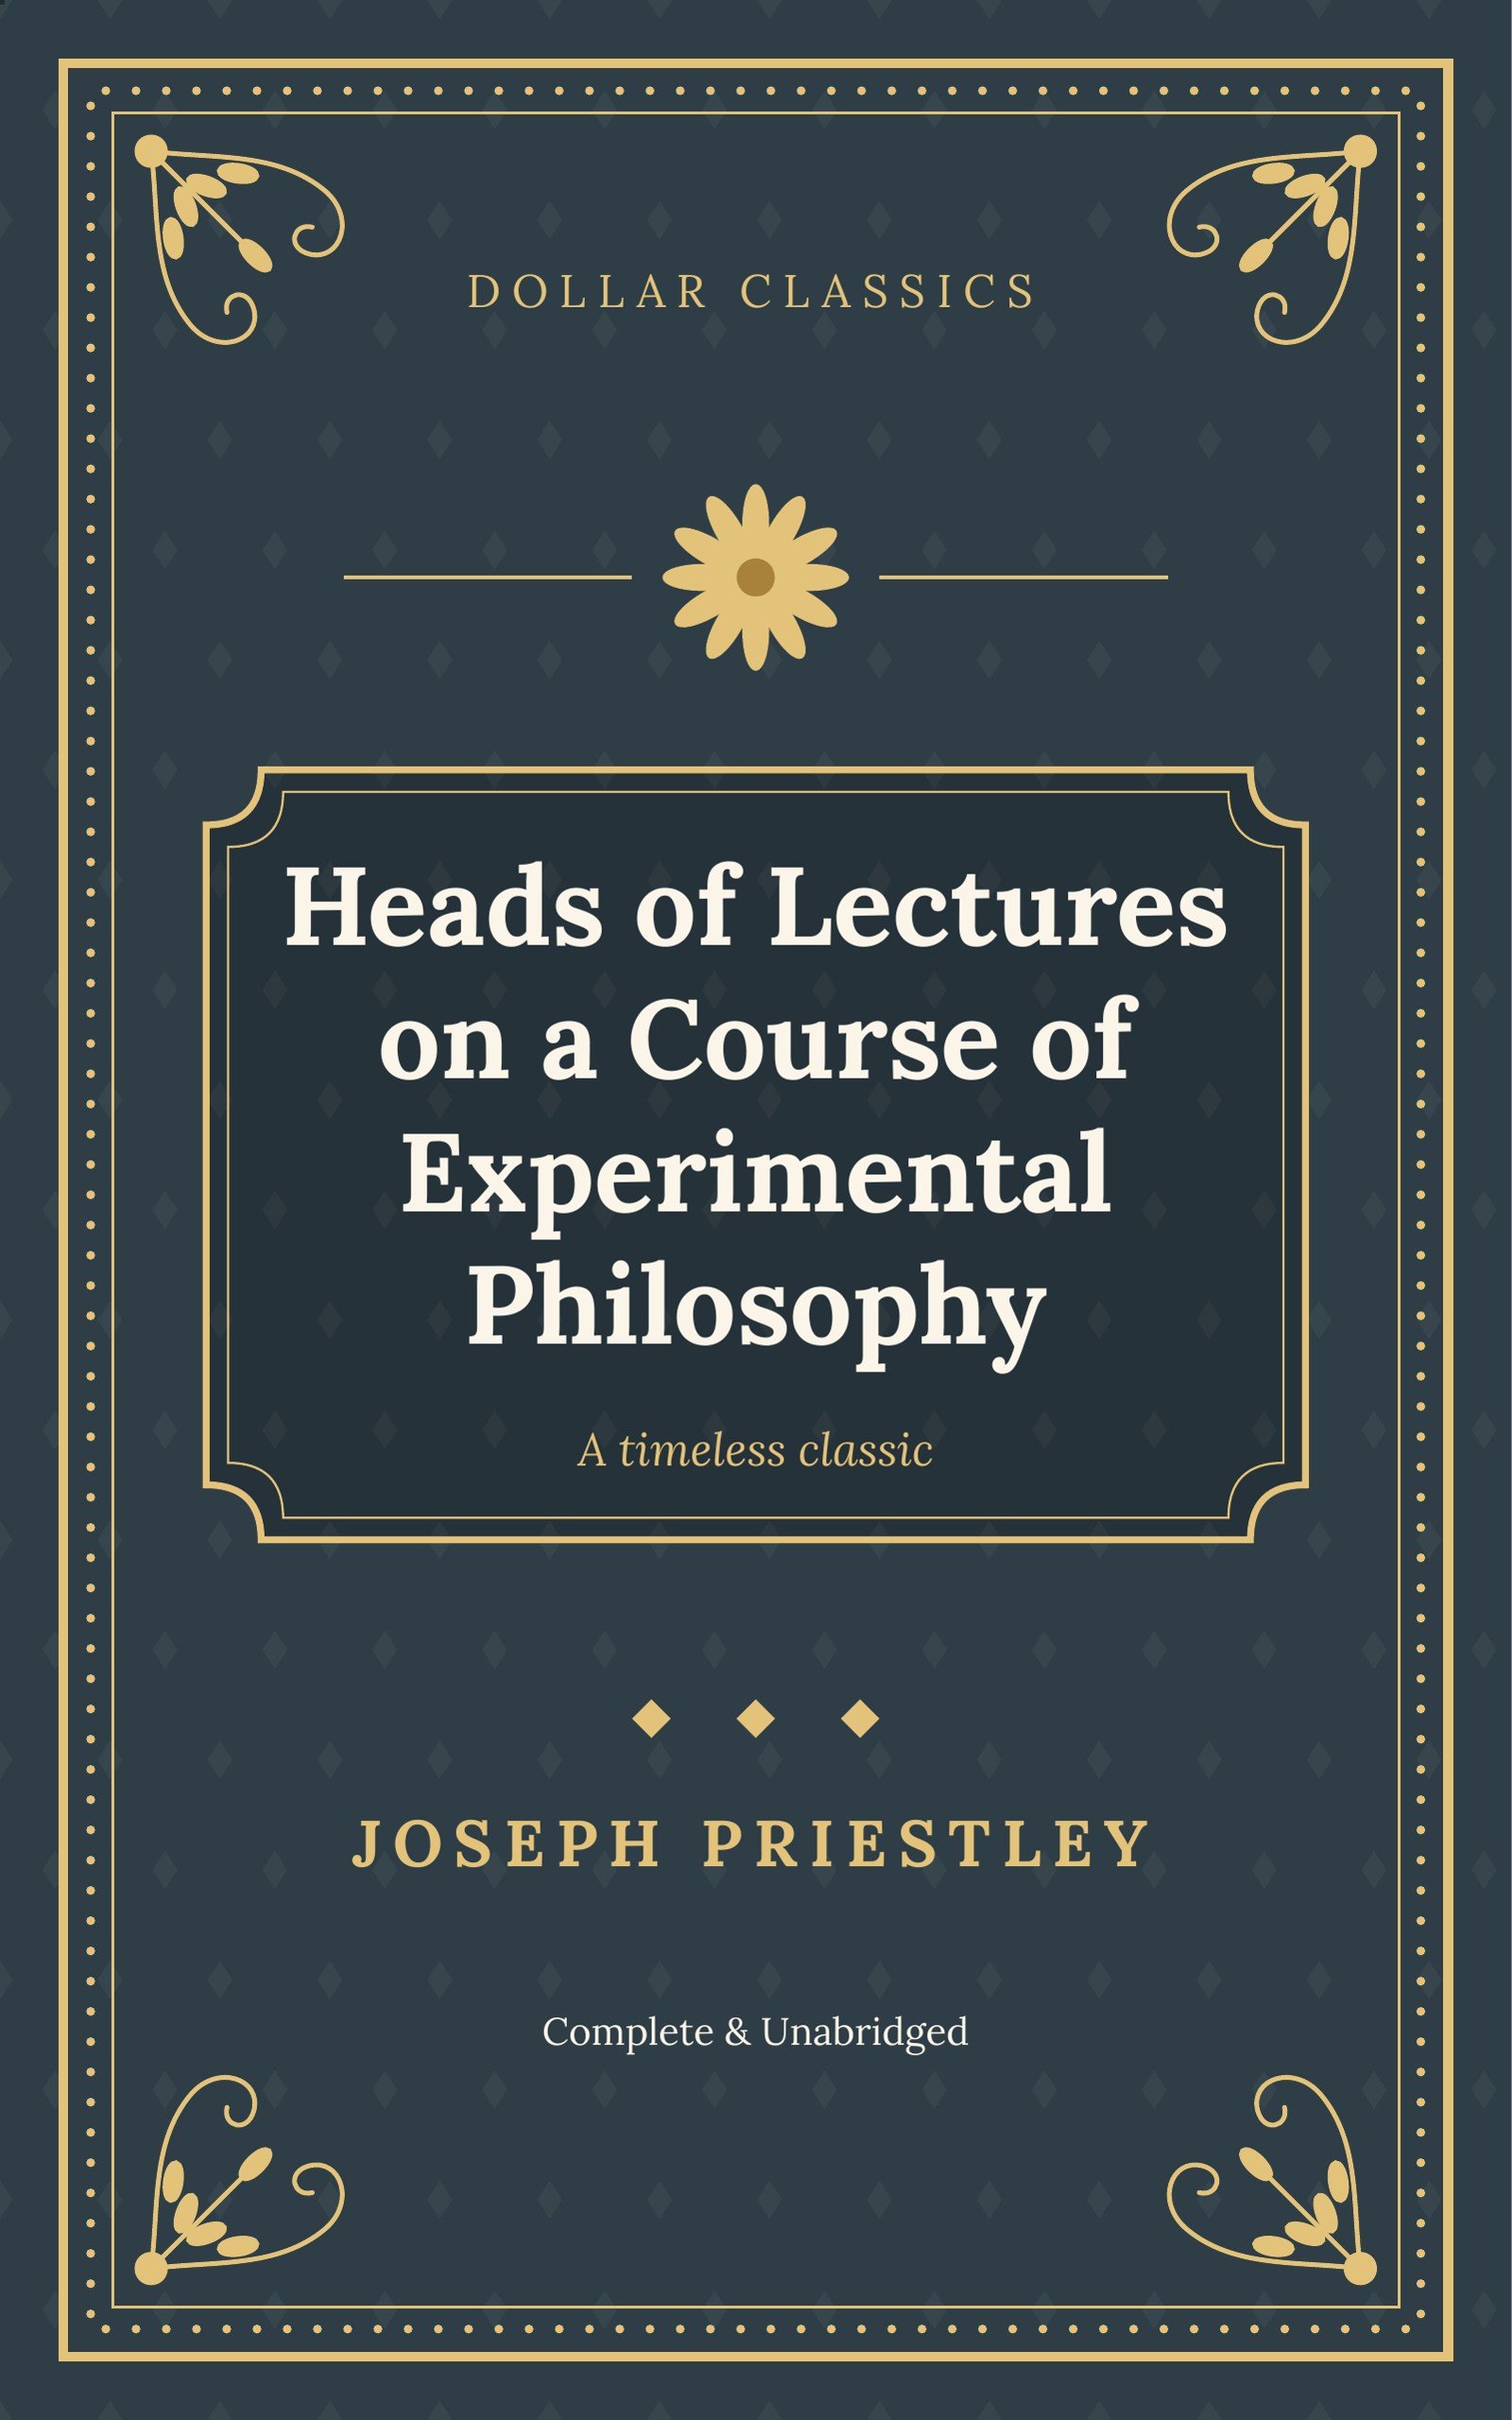 DOLLAR CLASSICS
Heads of Lectures
on a Course of
Experimental
Philosophy
A timeless classic
JOSEPH PRIESTLEY
Complete & Unabridged